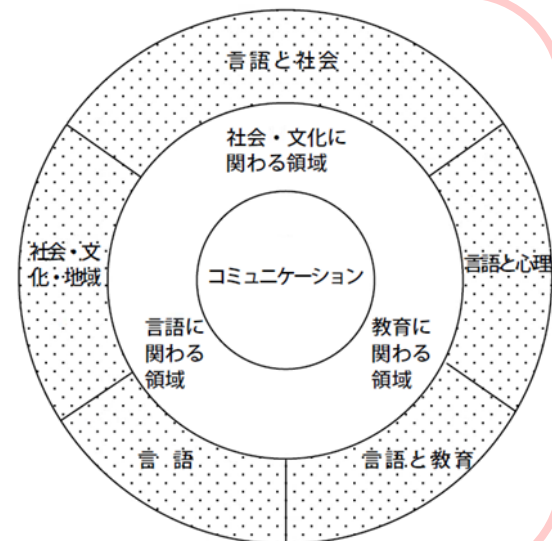 言語と社会
社会・文化に
関わる領域
社会・文
化・地域
コミュニケーション
言語と心理
言語に
関わる
領域
教育に
関わる
領域
言語
言語と教育